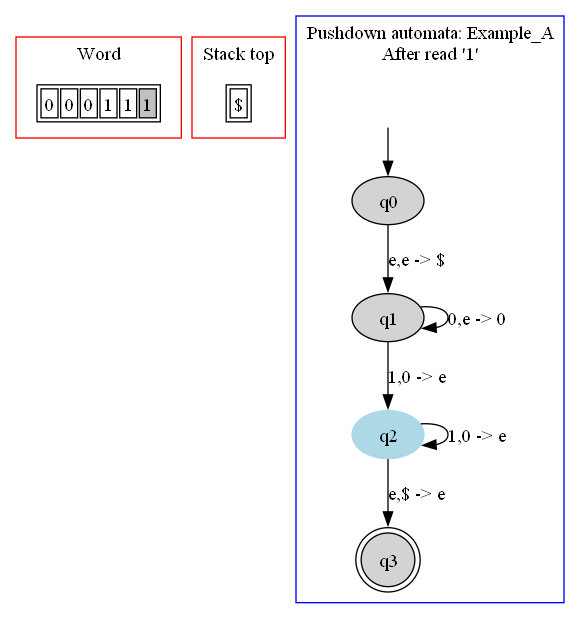 Word
0 0 0 1 1 1
Stack top
$
Pushdown automata: Example_A
After read '1'
q0
e,e -> $
q1
0,e -> 0
1,0 -> e
q2
1,0 -> e
e,$ -> e
q3